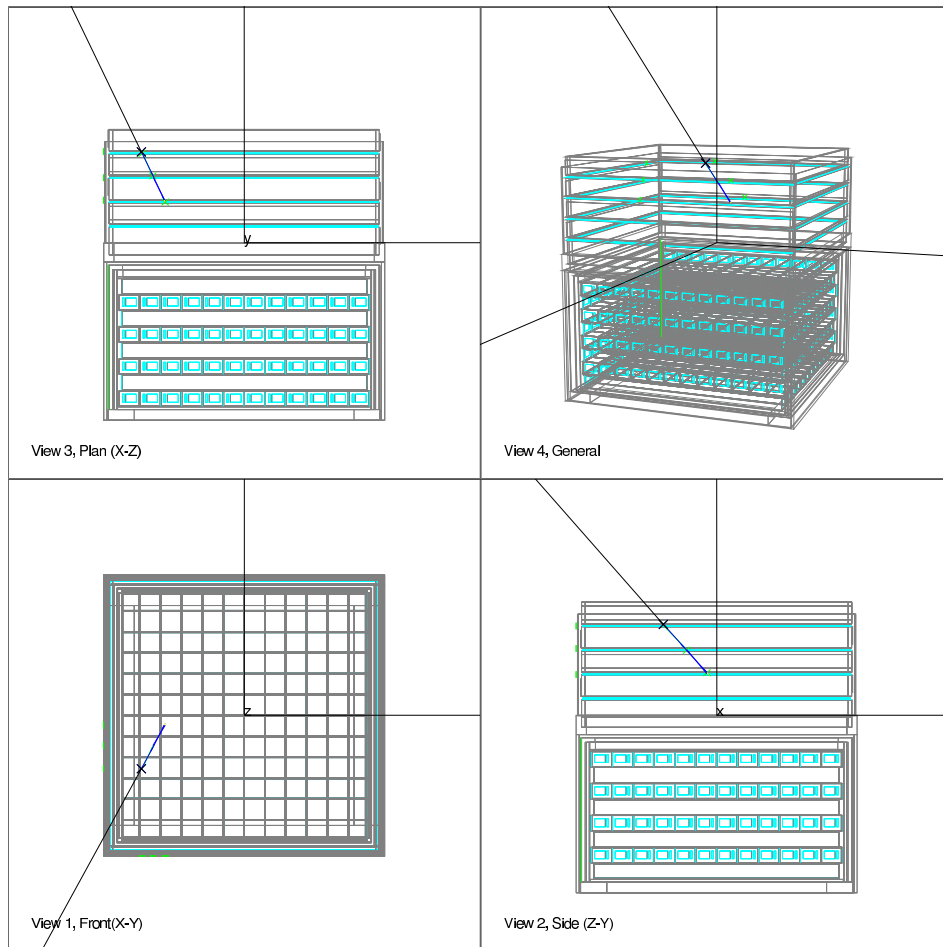 y
View 3, Plan (X-Z)
View 4, General
z
View 1, Front(X-Y)
x
View 2, Side (Z-Y)